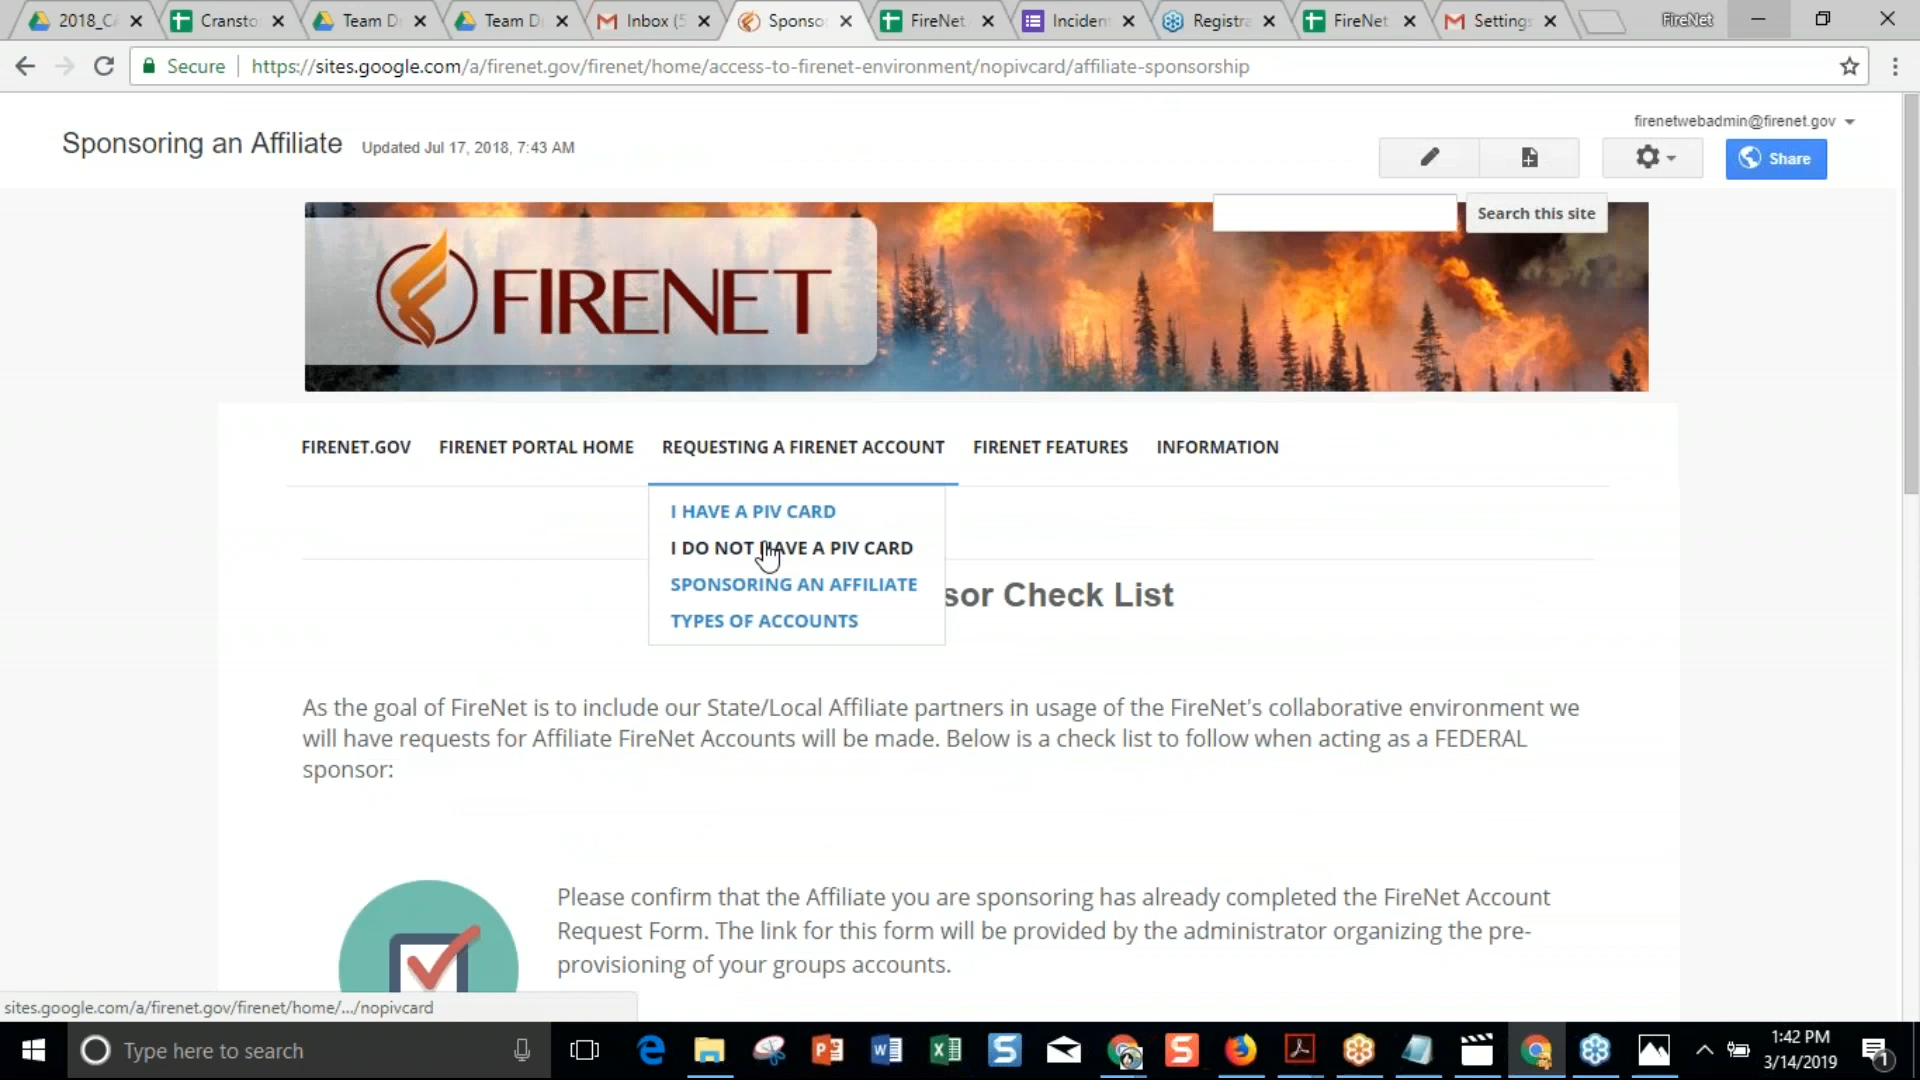 2018_CA
Cransto
Team D
Team D
Inbox (5
Sponso
FireNet
Inciden
Registra
FireNet
Settings
FireNet
Secure
https://sites.google.com/a/firenet.gov/firenet/home/access-to-firenet-environment/nopivcard/affiliate-sponsorship
firenetwebadmin@firenet.gov
Sponsoring an Affiliate Updated Jul 17, 2018, 7:43 AM
Share
Search this site
FIRENET
FIRENET.GOV FIRENET PORTAL HOME REQUESTING A FIRENET ACCOUNT FIRENET FEATURES INFORMATION
I HAVE A PIV CARD
I DO NOT HAVE A PIV CARD
SPONSORING AN AFFILIATE
TYPES OF ACCOUNTS
sor Check List
As the goal of FireNet is to include our State/Local Affiliate partners in usage of the FireNet's collaborative environment we
will have requests for Affiliate FireNet Accounts will be made. Below is a check list to follow when acting as a FEDERAL
sponsor:
Please confirm that the Affiliate you are sponsoring has already completed the FireNet Account
Request Form. The link for this form will be provided by the administrator organizing the pre-
provisioning of your groups accounts.
sites.google.com/a/firenet.gov/firenet/home/.../nopivcard
Type here to search
1:42 PM
3/14/2019
1